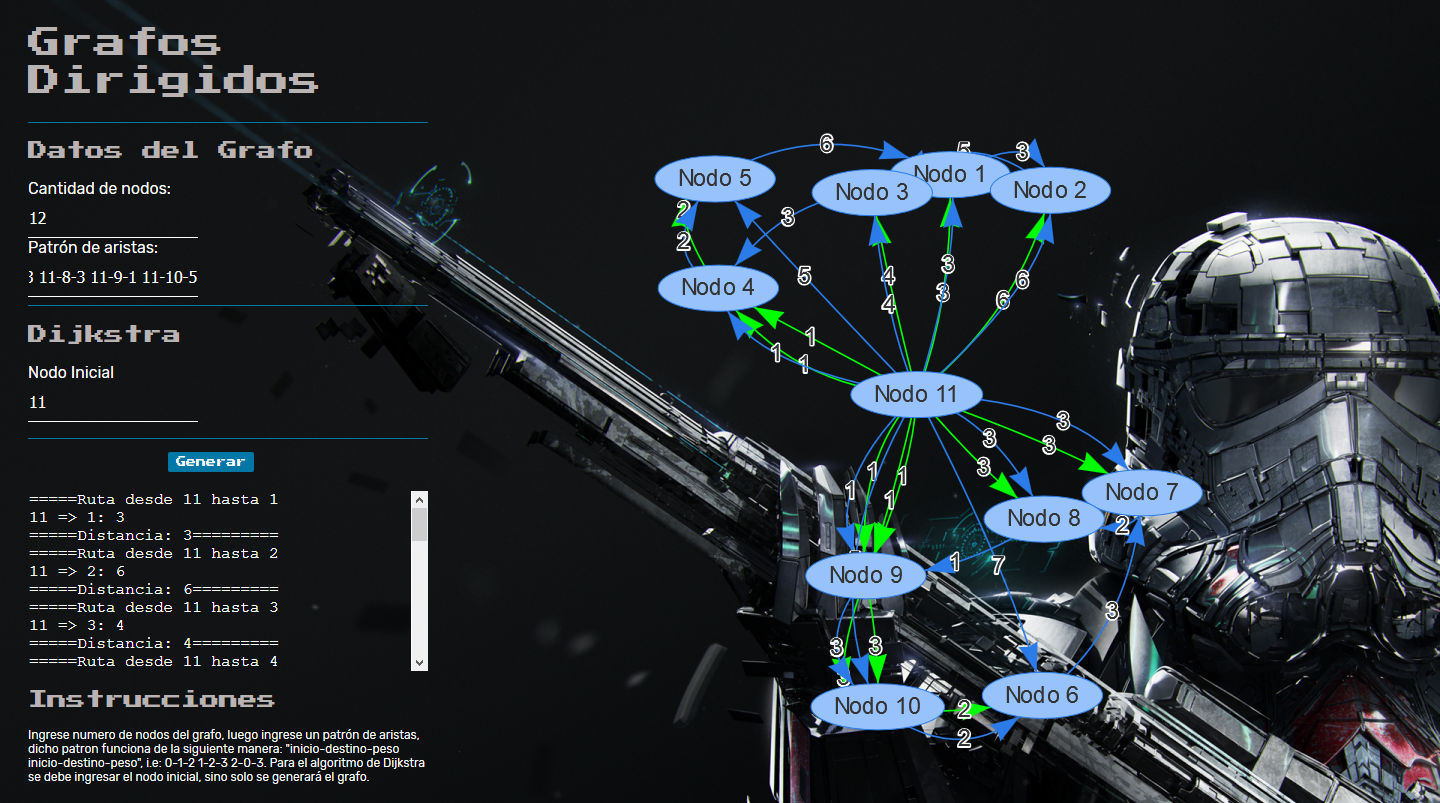 Grafos
Dirigidos
Datos del Grafo
Cantidad de nodos:
12
Patrón de aristas:
3 11-8-3 11-9-1 11-10-5
Dijkstra
Nodo Inicial
11
Generar
=====Ruta desde 11 hasta 1
11 => 1: 3
=====Distancia: 3=========
=====Ruta desde 11 hasta 2
11 => 2: 6
=====Distancia: 6=========
=====Ruta desde 11 hasta 3
11 => 3: 4
=====Distancia: 4=========
=====Ruta desde 11 hasta 4
Instrucciones
Ingrese numero de nodos del grafo, luego ingrese un patrón de aristas,
dicho patron funciona de la siguiente manera: "inicio-destino-peso
inicio-destino-peso", i.e: 0-1-2 1-2-3 2-0-3. Para el algoritmo de Dijkstra
se debe ingresar el nodo inicial, sino solo se generará el grafo.
6
5
3
Nodo 5
Nodo 3
Nodo 1
Nodo 2
2
3
2
Nodo 4
5
4
4
3
3
6
6
1
1
1
Nodo 11
3
3
3
3
1
1
1
1
Nodo 7
Nodo 8
2
1
7
Nodo 9
3
3
3
3
Nodo 10
Nodo 6
2
2